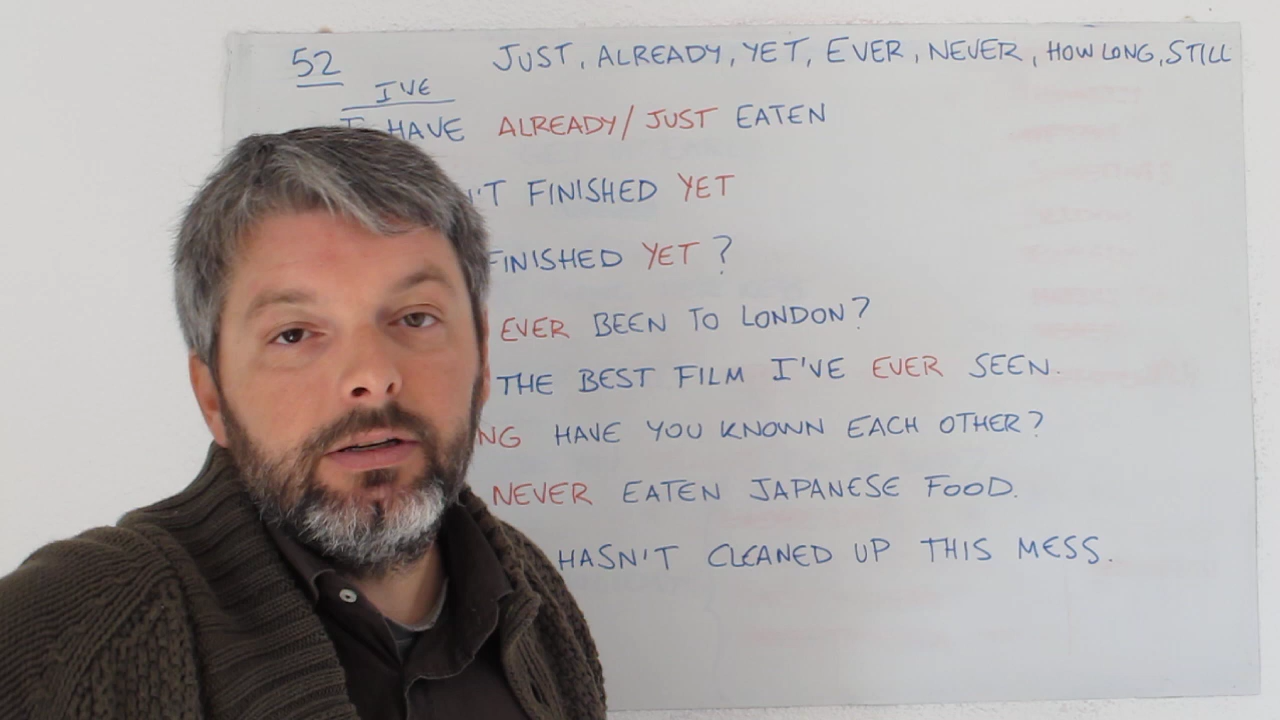 52 JUST, ALREADY, YET, EVER, NEVER, HOW LONG, STILL
I'VE
I HAVE ALREADY/JUST EATEN
'T FINISHED YET
FINISHED YET?
EVER BEEN TO LONDON?
THE BEST FILM I'VE EVER SEEN.
NG HAVE YOU KNOWN EACH OTHER?
NEVER EATEN JAPANESE FOOD.
HASN'T CLEANED UP THIS MESS.